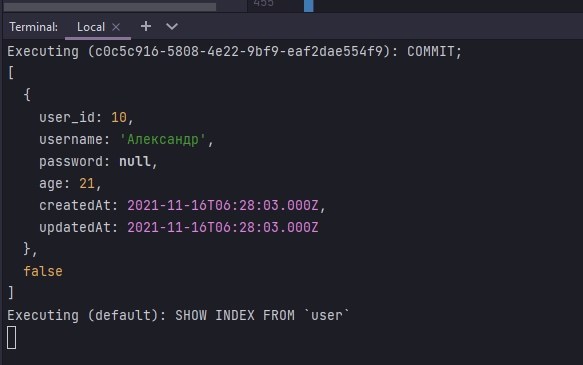 455
Terminal: Local × + ⌄
Executing (c0c5c916-5808-4e22-9bf9-eaf2dae554f9): COMMIT;
[
  {
    user_id: 10,
    username: 'Александр',
    password: null,
    age: 21,
    createdAt: 2021-11-16T06:28:03.000Z,
    updatedAt: 2021-11-16T06:28:03.000Z
  },
  false
]
Executing (default): SHOW INDEX FROM `user`